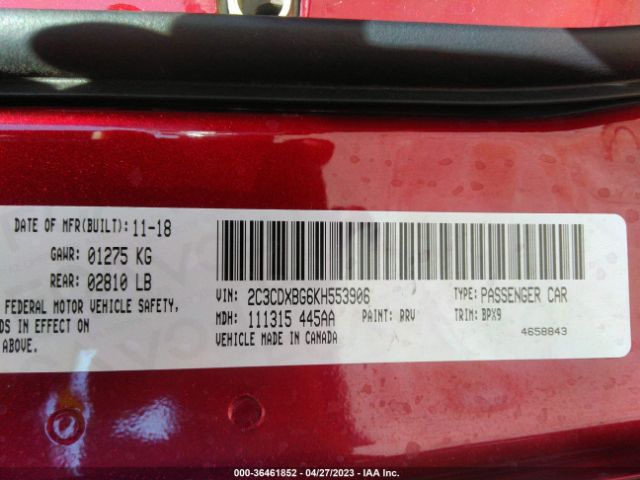 DATE OF MFR(BUILT): 11-18
GAWR: 01275 KG
REAR: 02810 LB
FEDERAL MOTOR VEHICLE SAFETY,
DS IN EFFECT ON
ABOVE.
VIN: 2C3CDXBG6KH553906 TYPE: PASSENGER CAR
MDH: 111315 445AA PAINT: RRV TRIM: BPX9
VEHICLE MADE IN CANADA 4658843
000-36461852 - 04/27/2023 - IAA Inc.